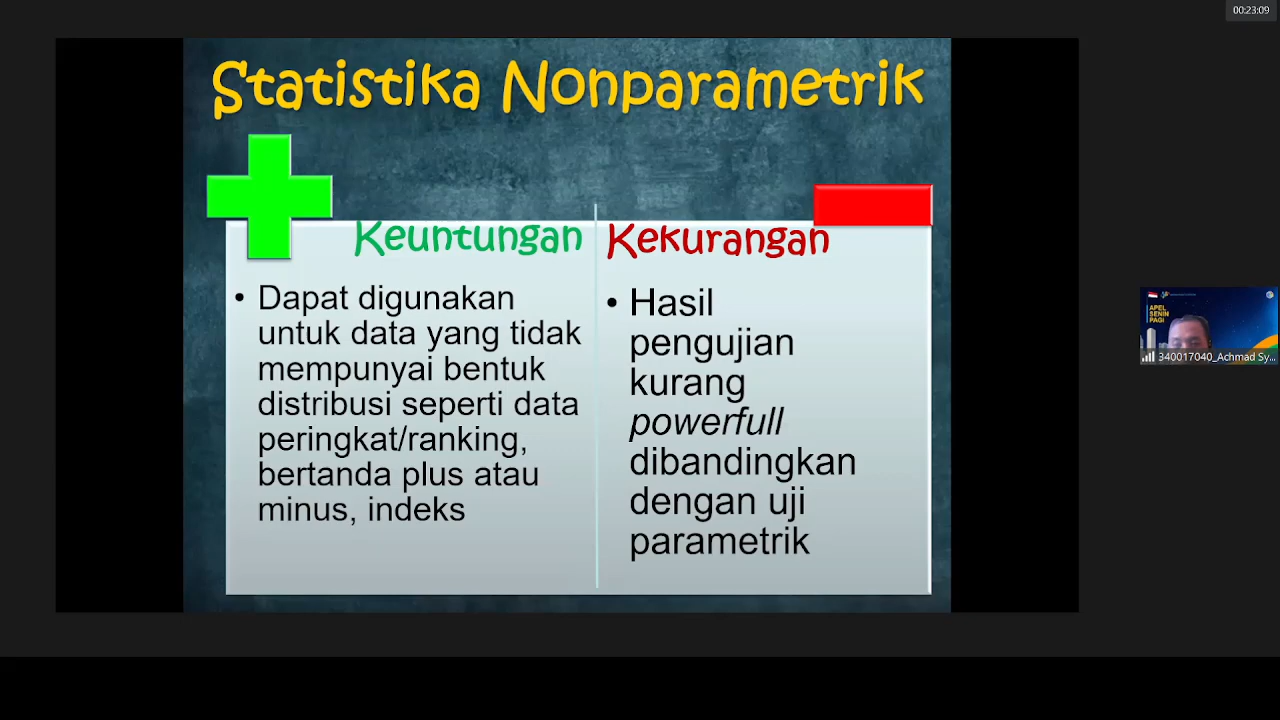 00:23:09
Statistika Nonparametrik
Keuntungan
• Dapat digunakan
untuk data yang tidak
mempunyai bentuk
distribusi seperti data
peringkat/ranking,
bertanda plus atau
minus, indeks
Kekurangan
• Hasil
pengujian
kurang
powerfull
dibandingkan
dengan uji
parametrik
APEL
SENIN
PAGI
340017040_Achmad Sy...